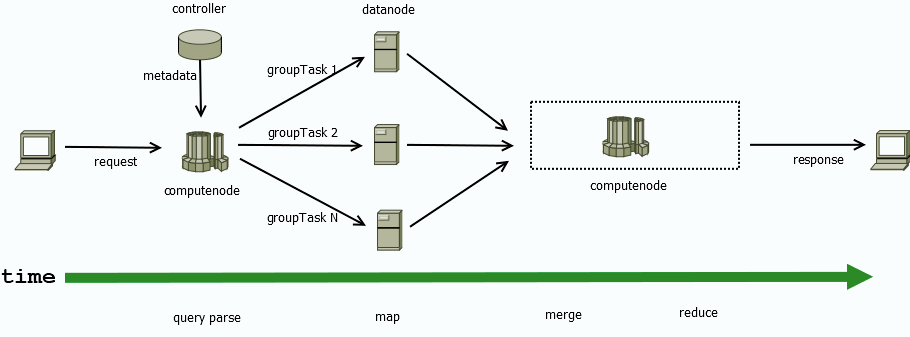 controller
datanode
metadata
groupTask 1
groupTask 2
request
computenode
groupTask N
computenode
response
time
query parse
map
merge
reduce